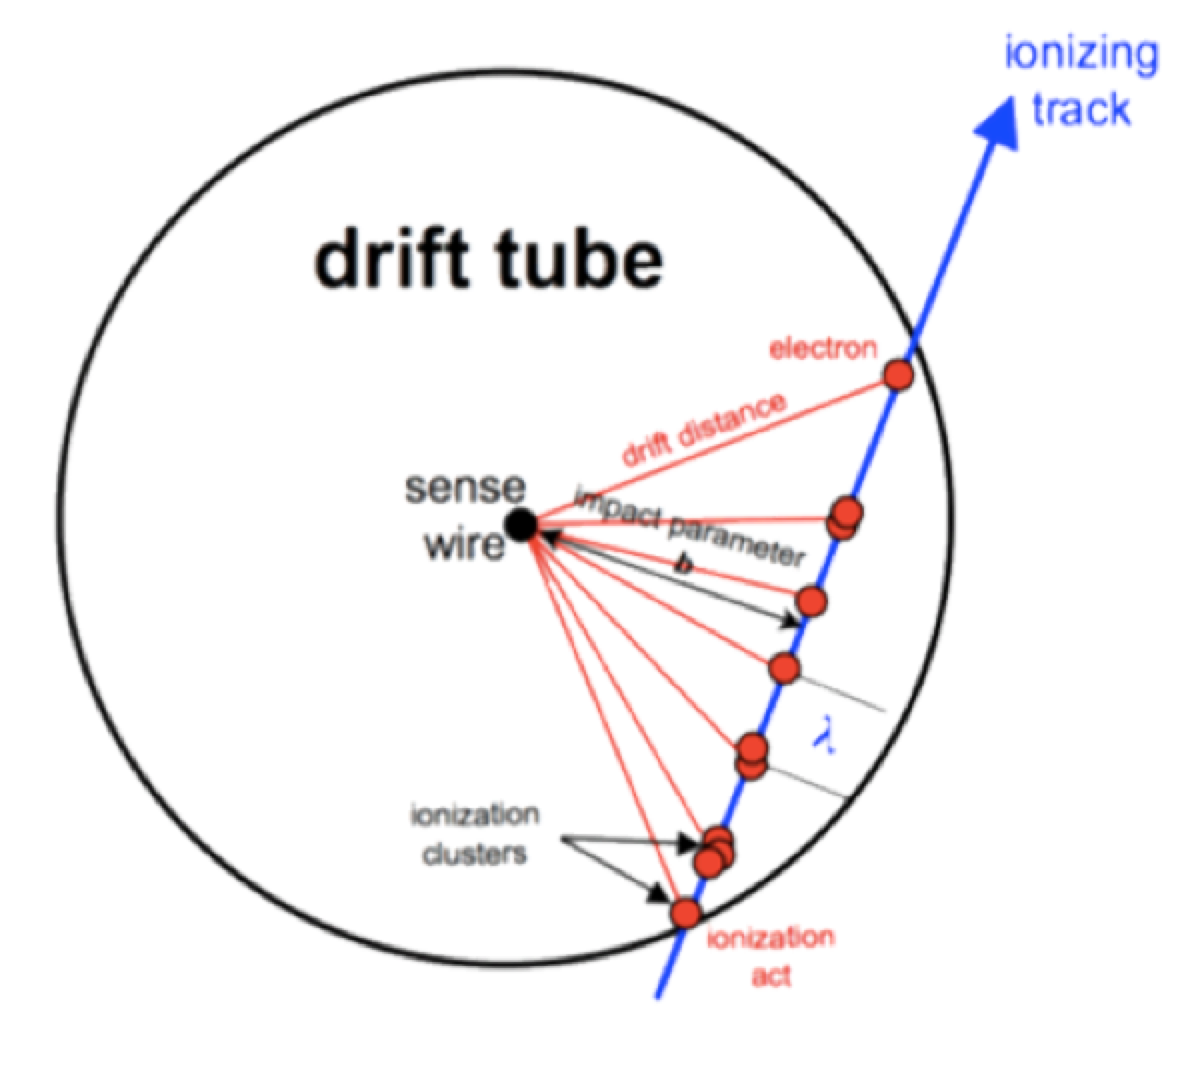 ionizing
track
drift tube
electron
drift distance
sense
wire
impact parameter
b
λ
ionization
clusters
ionization
act